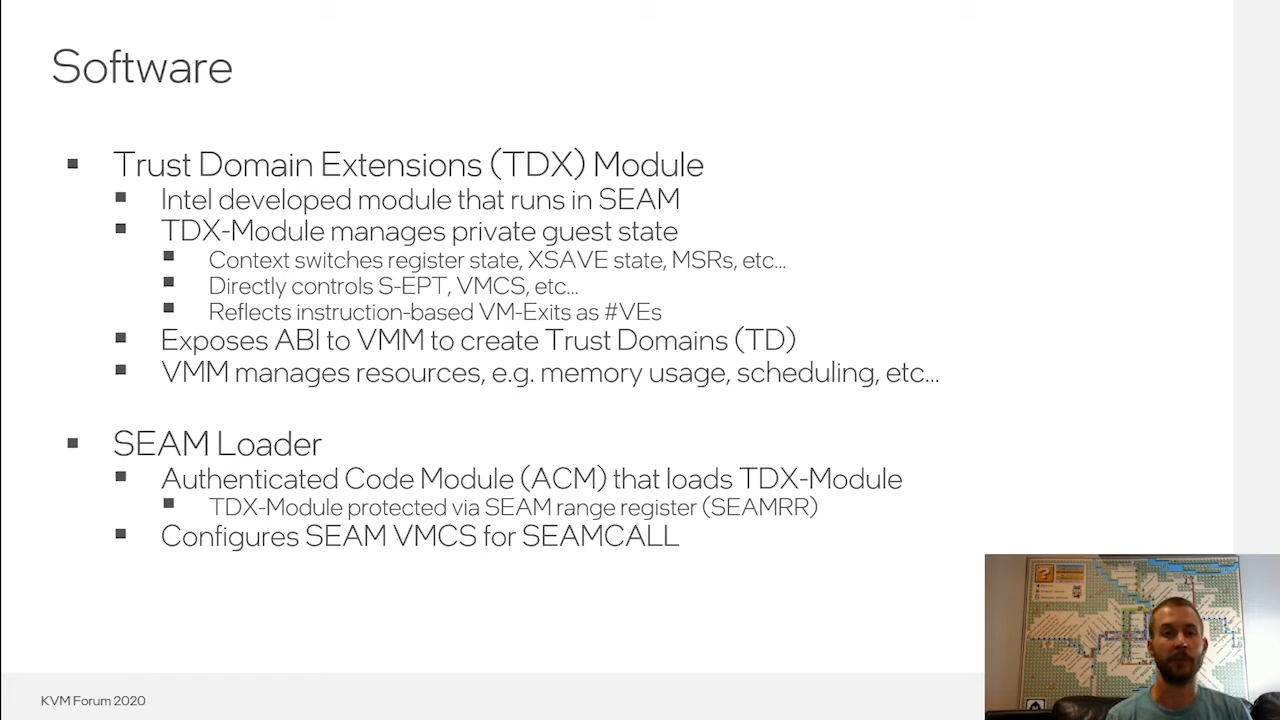 Software
Trust Domain Extensions (TDX) Module
Intel developed module that runs in SEAM
TDX-Module manages private guest state
Context switches register state, XSAVE state, MSRs, etc...
Directly controls S-EPT, VMCS, etc...
Reflects instruction-based VM-Exits as #VEs
Exposes ABI to VMM to create Trust Domains (TD)
VMM manages resources, e.g. memory usage, scheduling, etc...
SEAM Loader
Authenticated Code Module (ACM) that loads TDX-Module
TDX-Module protected via SEAM range register (SEAMRR)
Configures SEAM VMCS for SEAMCALL
KVM Forum 2020